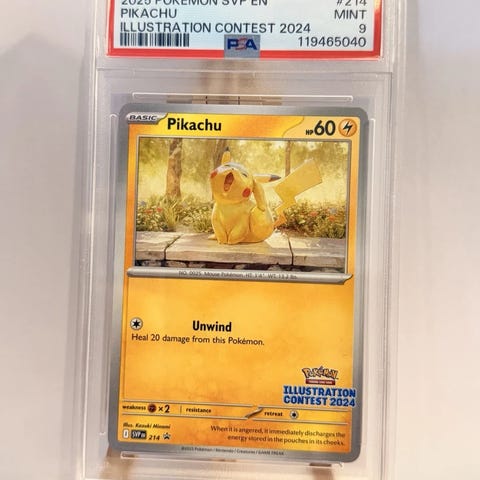 2025 POKEMON SVP EN #214
PIKACHU MINT
ILLUSTRATION CONTEST 2024 9
PSA 119465040
BASIC Pikachu HP 60
NO. 0025 Mouse Pokémon HT: 1'4" WT: 13.2 lbs.
Unwind
Heal 20 damage from this Pokémon.
Pokémon
ILLUSTRATION
CONTEST 2024
weakness ×2 resistance retreat
Illus. Kazuki Minami
SVP EN 214
When it is angered, it immediately discharges the
energy stored in the pouches in its cheeks.
©2025 Pokémon / Nintendo / Creatures / GAME FREAK